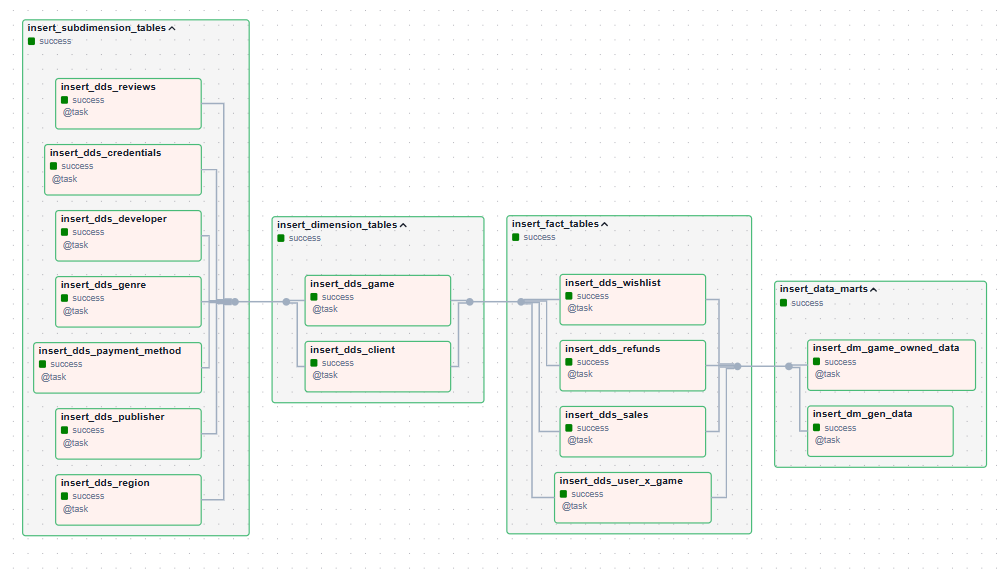 insert_subdimension_tables
success
insert_dds_reviews
success
@task
insert_dds_credentials
success
@task
insert_dds_developer
success
@task
insert_dds_genre
success
@task
insert_dds_payment_method
success
@task
insert_dds_publisher
success
@task
insert_dds_region
success
@task
insert_dimension_tables
success
insert_dds_game
success
@task
insert_dds_client
success
@task
insert_fact_tables
success
insert_dds_wishlist
success
@task
insert_dds_refunds
success
@task
insert_dds_sales
success
@task
insert_dds_user_x_game
success
@task
insert_data_marts
success
insert_dm_game_owned_data
success
@task
insert_dm_gen_data
success
@task